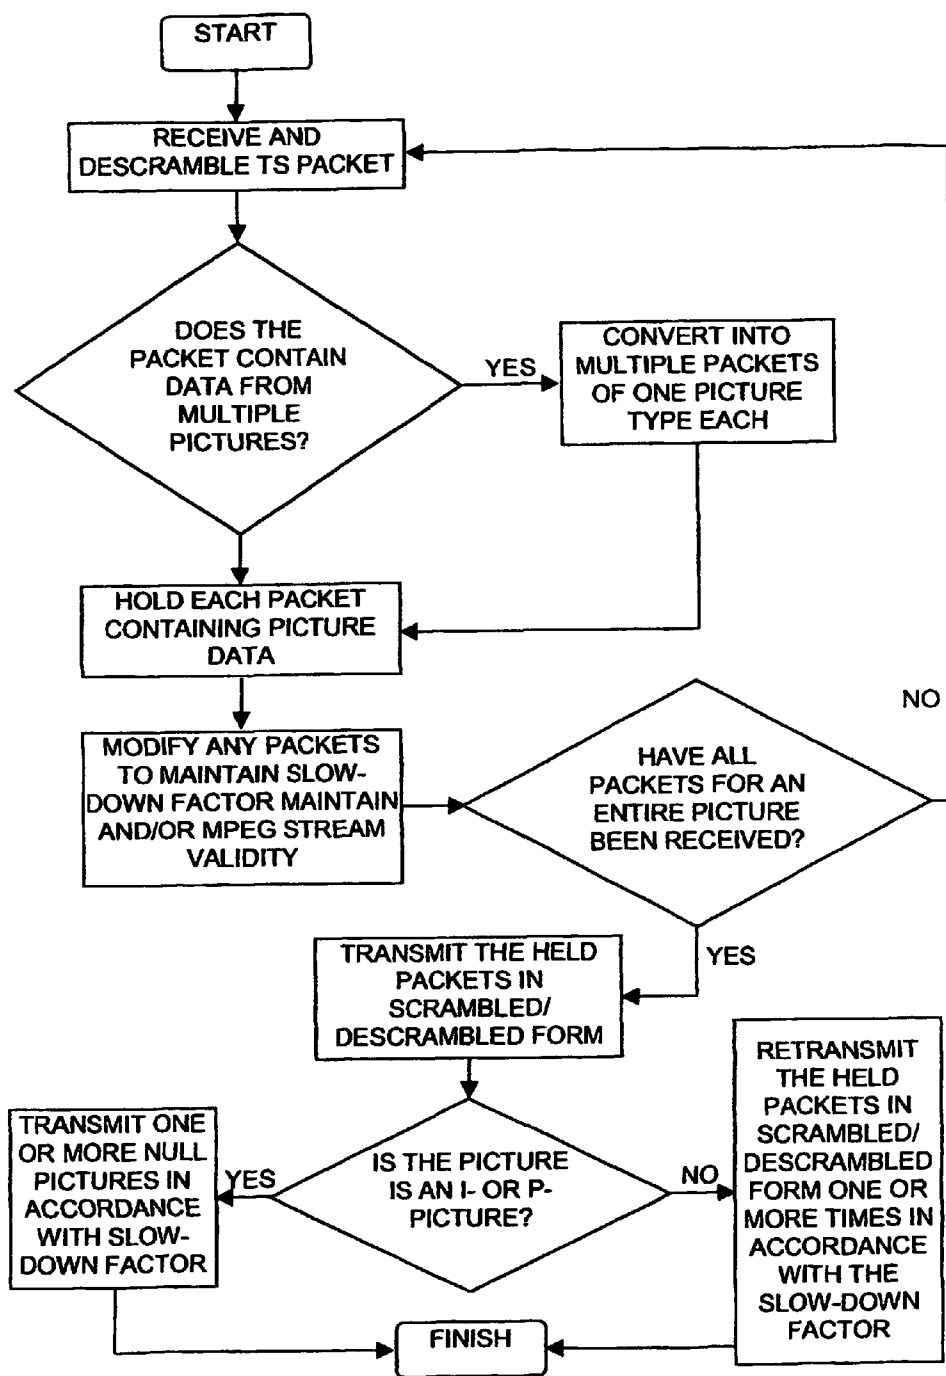 START
RECEIVE AND
DESCRAMBLE TS PACKET
DOES THE
PACKET CONTAIN
DATA FROM
MULTIPLE
PICTURES?
YES
CONVERT INTO
MULTIPLE PACKETS
OF ONE PICTURE
TYPE EACH
HOLD EACH PACKET
CONTAINING PICTURE
DATA
MODIFY ANY PACKETS
TO MAINTAIN SLOW-
DOWN FACTOR MAINTAIN
AND/OR MPEG STREAM
VALIDITY
HAVE ALL
PACKETS FOR AN
ENTIRE PICTURE
BEEN RECEIVED?
NO
YES
TRANSMIT THE HELD
PACKETS IN
SCRAMBLED/
DESCRAMBLED FORM
IS THE PICTURE
IS AN I- OR P-
PICTURE?
YES
TRANSMIT ONE
OR MORE NULL
PICTURES IN
ACCORDANCE
WITH SLOW-
DOWN FACTOR
NO
RETRANSMIT
THE HELD
PACKETS IN
SCRAMBLED/
DESCRAMBLED
FORM ONE OR
MORE TIMES IN
ACCORDANCE
WITH THE
SLOW-DOWN
FACTOR
FINISH